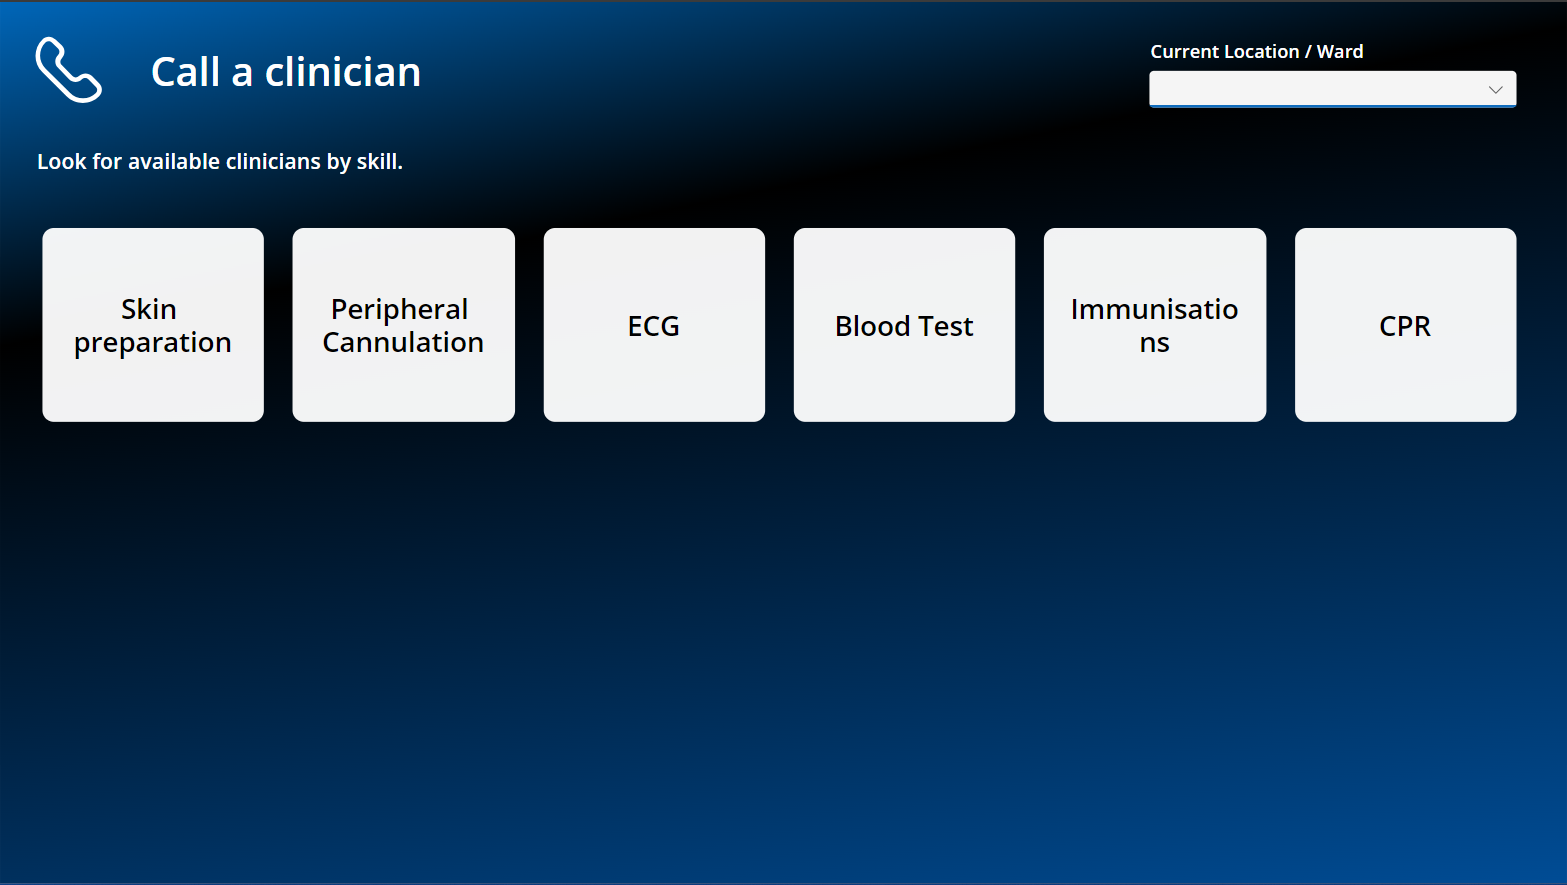 Call a clinician
Current Location / Ward
Look for available clinicians by skill.
Skin
preparation
Peripheral
Cannulation
ECG
Blood Test
Immunisatio
ns
CPR